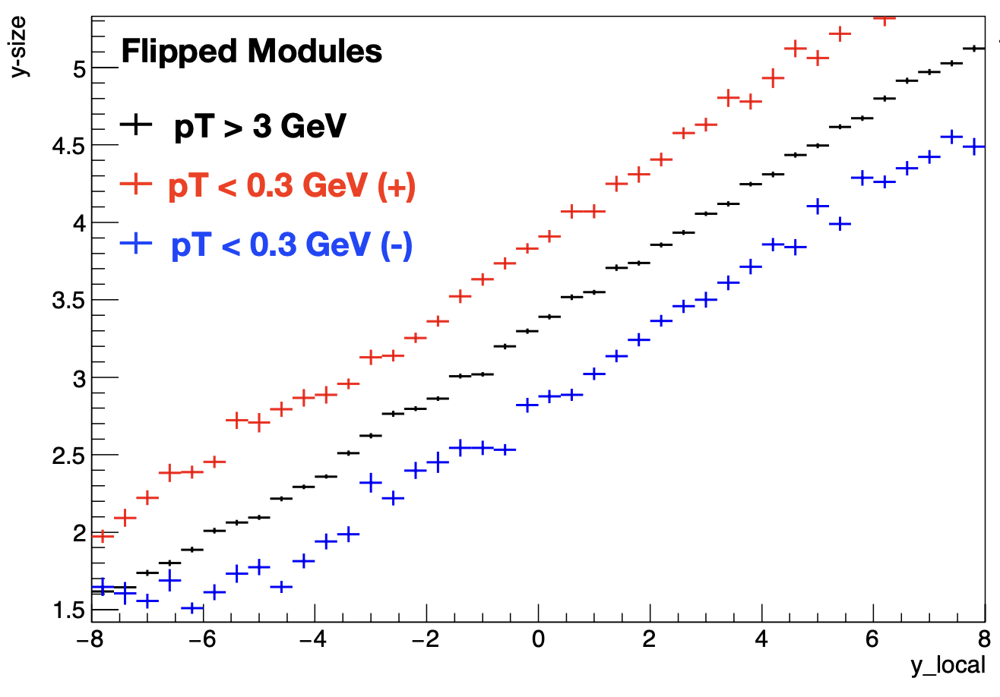 y-size
Flipped Modules
pT > 3 GeV
pT < 0.3 GeV (+)
pT < 0.3 GeV (-)
5
4.5
4
3.5
3
2.5
2
1.5
−8 −6 −4 −2 0 2 4 6 8
y_local